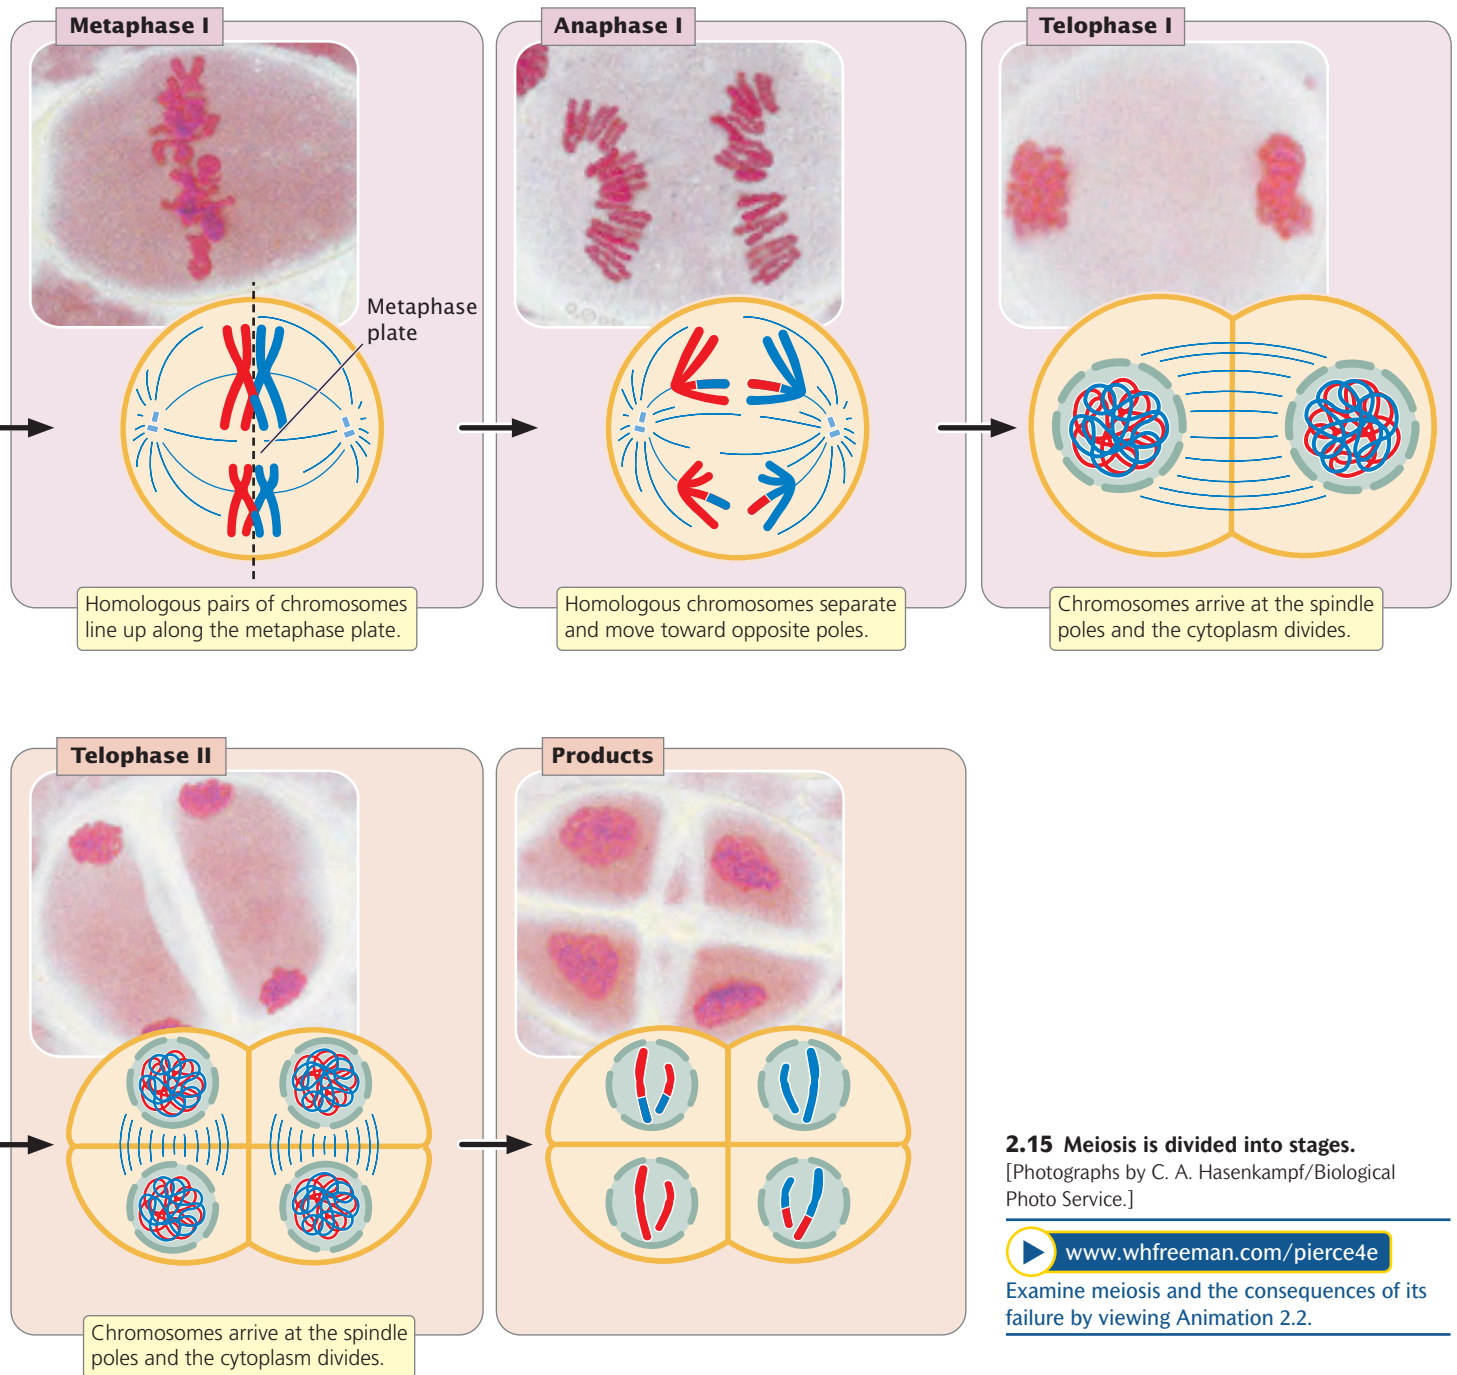 Metaphase I
Anaphase I
Telophase I
Metaphase
plate
Homologous pairs of chromosomes
line up along the metaphase plate.
Homologous chromosomes separate
and move toward opposite poles.
Chromosomes arrive at the spindle
poles and the cytoplasm divides.
Telophase II
Products
Chromosomes arrive at the spindle
poles and the cytoplasm divides.
2.15 Meiosis is divided into stages.
[Photographs by C. A. Hasenkampf/Biological
Photo Service.]
www.whfreeman.com/pierce4e
Examine meiosis and the consequences of its
failure by viewing Animation 2.2.